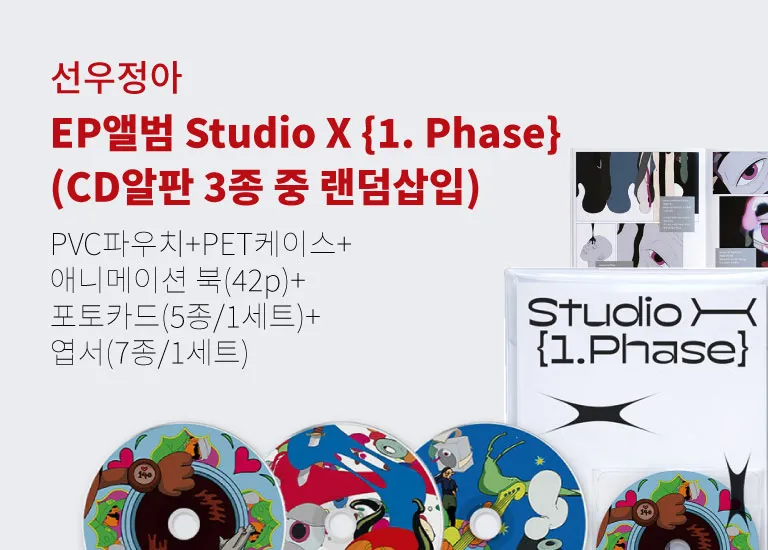 선우정아
EP앨범 Studio X {1. Phase}
(CD알판 3종 중 랜덤삽입)
PVC파우치+PET케이스+
애니메이션 북(42p)+
포토카드(5종/1세트)+
엽서(7종/1세트)
Studio X
{1.Phase}
140
140